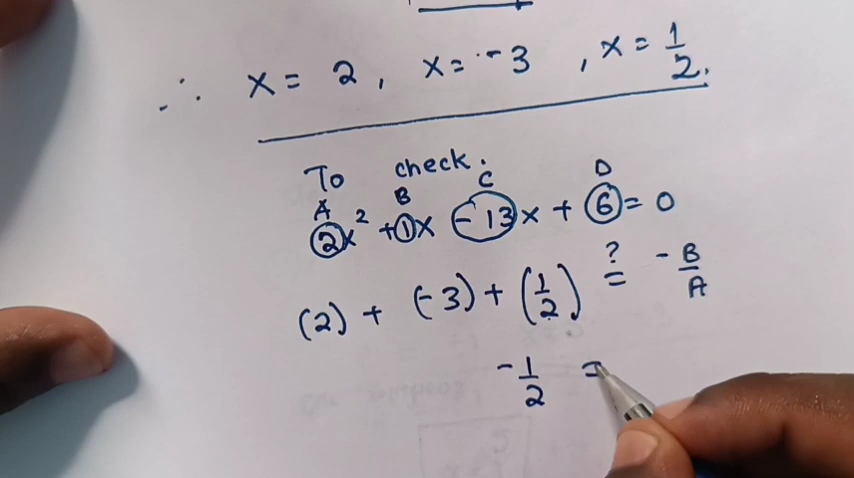 ∴ x = 2, x = -3, x = 1/2.
To check.
A B C D
2x² + 1x -13x + 6 = 0
(2) + (-3) + (1/2) ?= -B/A
-1/2 =